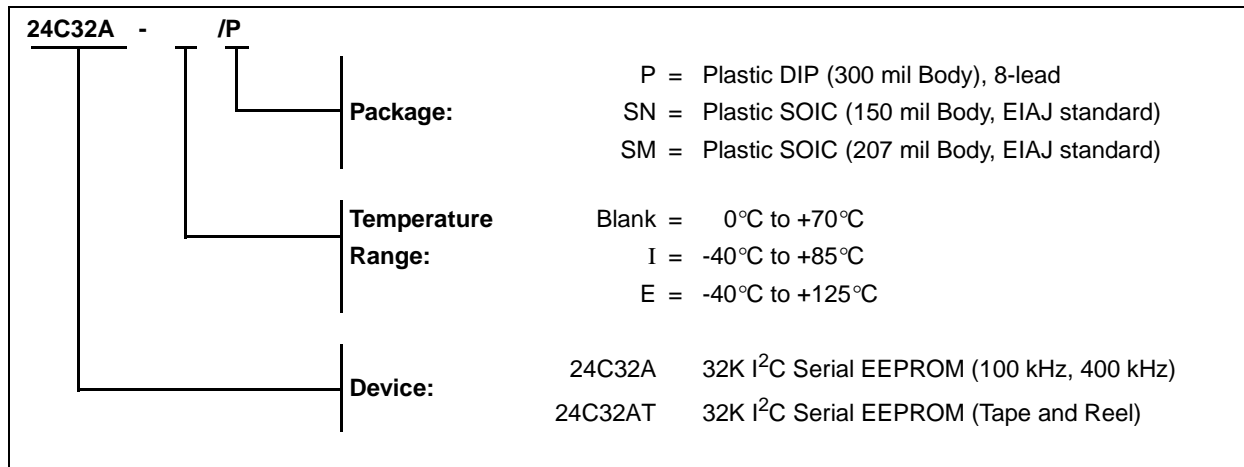 24C32A - /P
P = Plastic DIP (300 mil Body), 8-lead
Package: SN = Plastic SOIC (150 mil Body, EIAJ standard)
SM = Plastic SOIC (207 mil Body, EIAJ standard)
Temperature Blank = 0°C to +70°C
Range: I = -40°C to +85°C
E = -40°C to +125°C
24C32A 32K I²C Serial EEPROM (100 kHz, 400 kHz)
Device:
24C32AT 32K I²C Serial EEPROM (Tape and Reel)